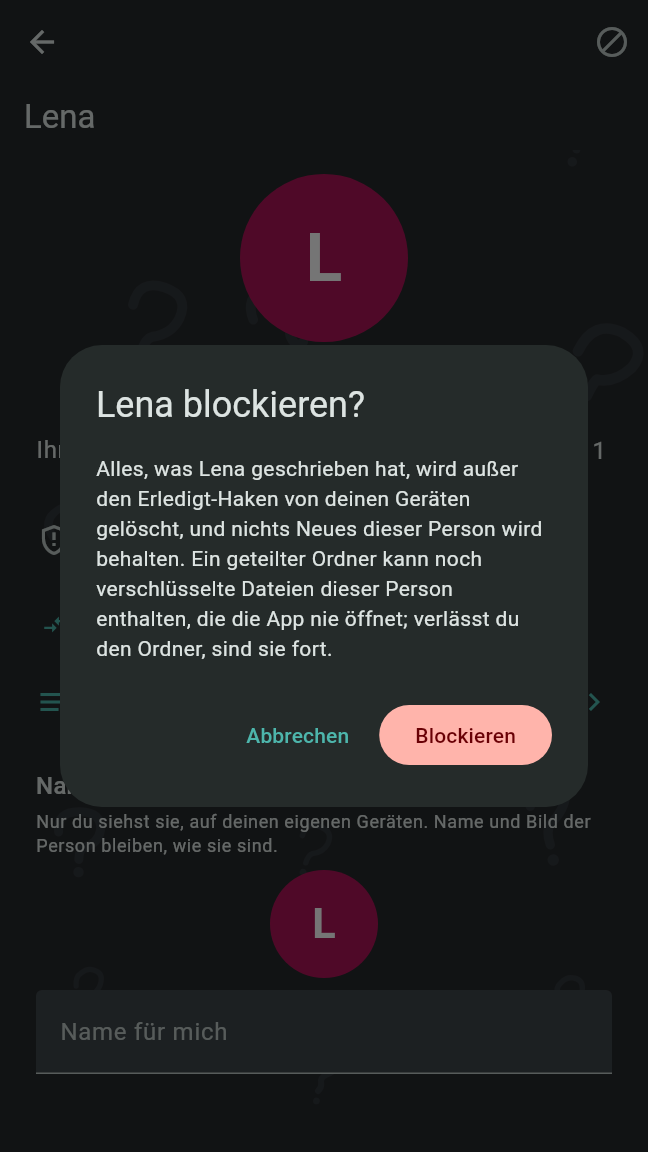 Lena
L
Lena blockieren?
Alles, was Lena geschrieben hat, wird außer
den Erledigt-Haken von deinen Geräten
gelöscht, und nichts Neues dieser Person wird
behalten. Ein geteilter Ordner kann noch
verschlüsselte Dateien dieser Person
enthalten, die die App nie öffnet; verlässt du
den Ordner, sind sie fort.
Abbrechen
Blockieren
1
Nur du siehst sie, auf deinen eigenen Geräten. Name und Bild der
Person bleiben, wie sie sind.
L
Name für mich